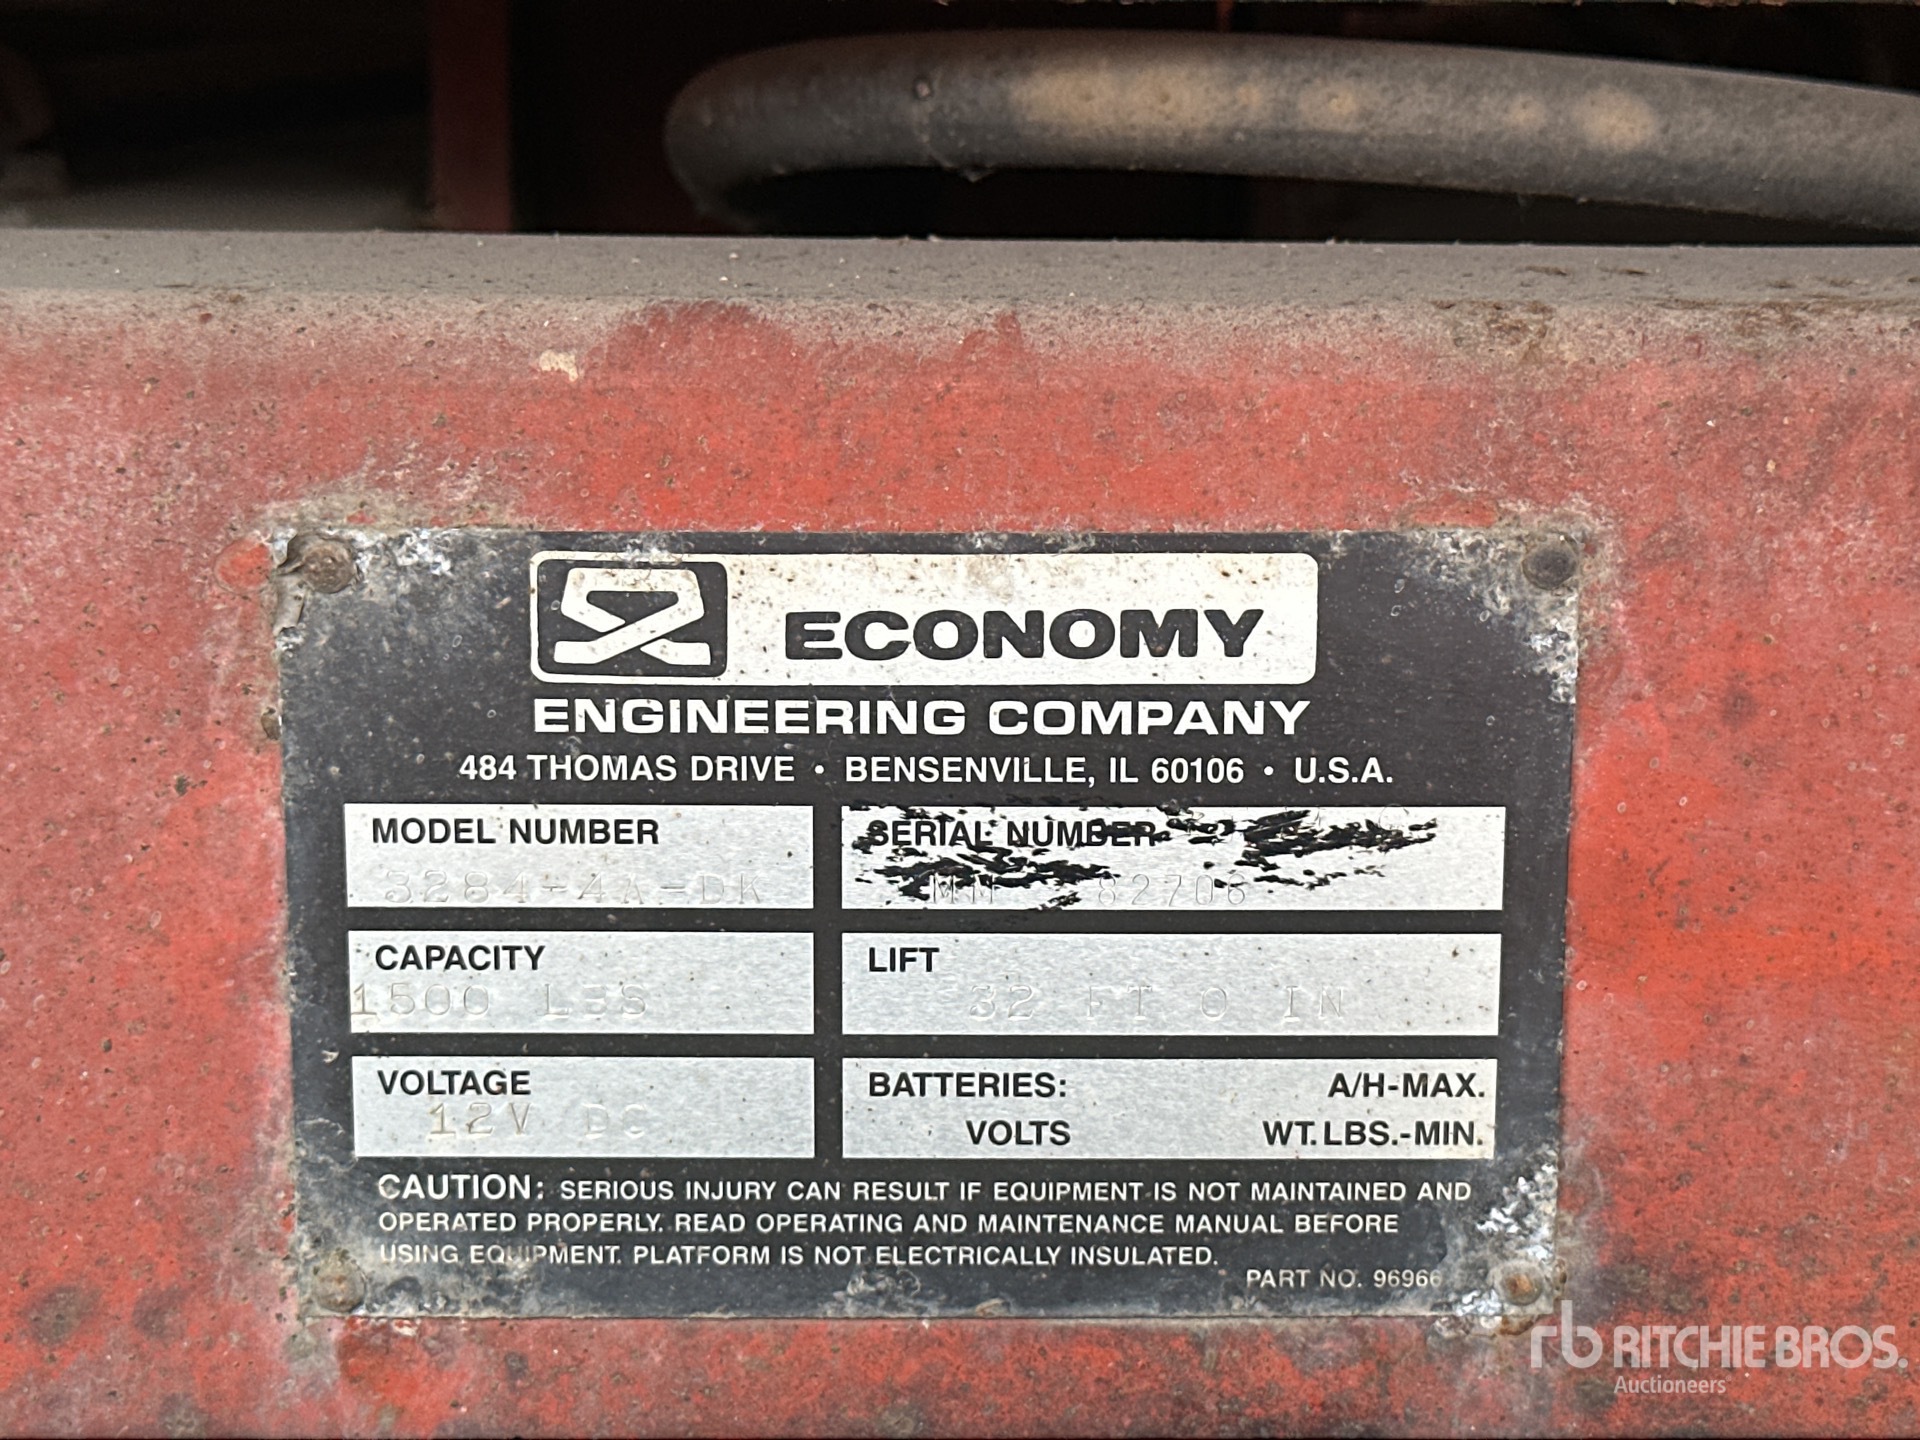 ECONOMY
ENGINEERING COMPANY
484 THOMAS DRIVE • BENSENVILLE, IL 60106 • U.S.A.
MODEL NUMBER
3284-4A-DK
SERIAL NUMBER
MN 82706
CAPACITY
1500 LBS
LIFT
32 FT 0 IN
VOLTAGE
12V DC
BATTERIES: A/H-MAX.
VOLTS WT. LBS.-MIN.
CAUTION: SERIOUS INJURY CAN RESULT IF EQUIPMENT IS NOT MAINTAINED AND
OPERATED PROPERLY. READ OPERATING AND MAINTENANCE MANUAL BEFORE
USING EQUIPMENT. PLATFORM IS NOT ELECTRICALLY INSULATED.
PART NO. 96966
rb RITCHIE BROS.
Auctioneers